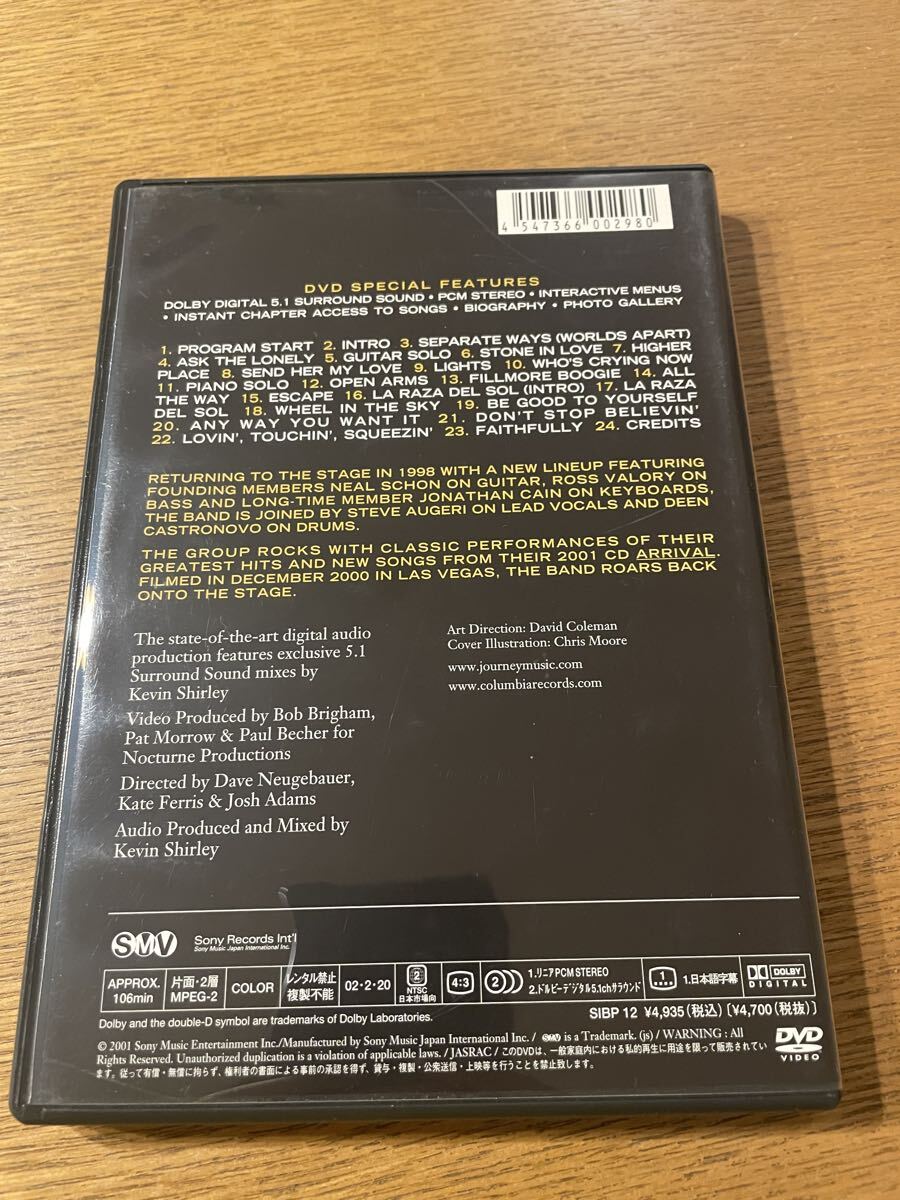 4 547366 002980
DVD SPECIAL FEATURES
DOLBY DIGITAL 5.1 SURROUND SOUND • PCM STEREO • INTERACTIVE MENUS
• INSTANT CHAPTER ACCESS TO SONGS • BIOGRAPHY • PHOTO GALLERY
1. PROGRAM START 2. INTRO 3. SEPARATE WAYS (WORLDS APART)
4. ASK THE LONELY 5. GUITAR SOLO 6. STONE IN LOVE 7. HIGHER
PLACE 8. SEND HER MY LOVE 9. LIGHTS 10. WHO'S CRYING NOW
11. PIANO SOLO 12. OPEN ARMS 13. FILLMORE BOOGIE 14. ALL
THE WAY 15. ESCAPE 16. LA RAZA DEL SOL (INTRO) 17. LA RAZA
DEL SOL 18. WHEEL IN THE SKY 19. BE GOOD TO YOURSELF
20. ANY WAY YOU WANT IT 21. DON'T STOP BELIEVIN'
22. LOVIN', TOUCHIN', SQUEEZIN' 23. FAITHFULLY 24. CREDITS
RETURNING TO THE STAGE IN 1998 WITH A NEW LINEUP FEATURING
FOUNDING MEMBERS NEAL SCHON ON GUITAR, ROSS VALORY ON
BASS AND LONG-TIME MEMBER JONATHAN CAIN ON KEYBOARDS,
THE BAND IS JOINED BY STEVE AUGERI ON LEAD VOCALS AND DEEN
CASTRONOVO ON DRUMS.
THE GROUP ROCKS WITH CLASSIC PERFORMANCES OF THEIR
GREATEST HITS AND NEW SONGS FROM THEIR 2001 CD ARRIVAL.
FILMED IN DECEMBER 2000 IN LAS VEGAS, THE BAND ROARS BACK
ONTO THE STAGE.
The state-of-the-art digital audio
production features exclusive 5.1
Surround Sound mixes by
Kevin Shirley
Video Produced by Bob Brigham,
Pat Morrow & Paul Becher for
Nocturne Productions
Directed by Dave Neugebauer,
Kate Ferris & Josh Adams
Audio Produced and Mixed by
Kevin Shirley
Art Direction: David Coleman
Cover Illustration: Chris Moore
www.journeymusic.com
www.columbiarecords.com
SMV
Sony Records Int'l
Sony Music Japan International Inc.
APPROX.
106min
片面・2層
MPEG-2
COLOR
レンタル禁止
複製不能
02・2・20
2
NTSC
日本市場向
4:3
2
1.リニアPCM STEREO
2.ドルビーデジタル5.1chサラウンド
1
1.日本語字幕
DOLBY
DIGITAL
Dolby and the double-D symbol are trademarks of Dolby Laboratories.
SIBP 12 ¥4,935(税込)〔¥4,700(税抜)〕
© 2001 Sony Music Entertainment Inc./Manufactured by Sony Music Japan International Inc. / SMV is a Trademark. (js) / WARNING : All
Rights Reserved. Unauthorized duplication is a violation of applicable laws. / JASRAC / このDVDは、一般家庭内における私的再生に用途を限って販売されてい
ます。従って有償・無償に拘らず、権利者の書面による事前の承諾を得ず、貸与・複製・公衆送信・上映等を行うことを禁止致します。
DVD
VIDEO